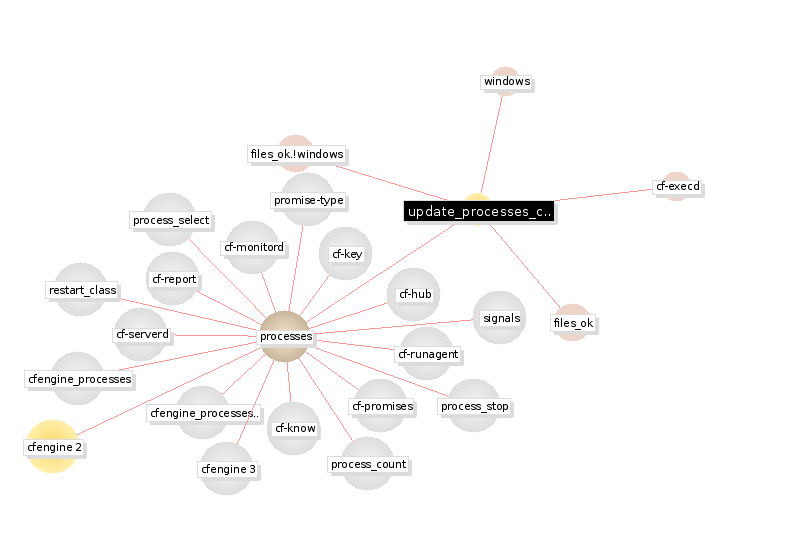 windows
files_ok.!windows
cf-execd
promise-type
update_processes_c..
process_select
cf-monitord
cf-key
cf-report
restart_class
cf-hub
signals
files_ok
cf-serverd
processes
cf-runagent
cfengine_processes
cf-promises
process_stop
cfengine_processes..
cf-know
cfengine 2
process_count
cfengine 3